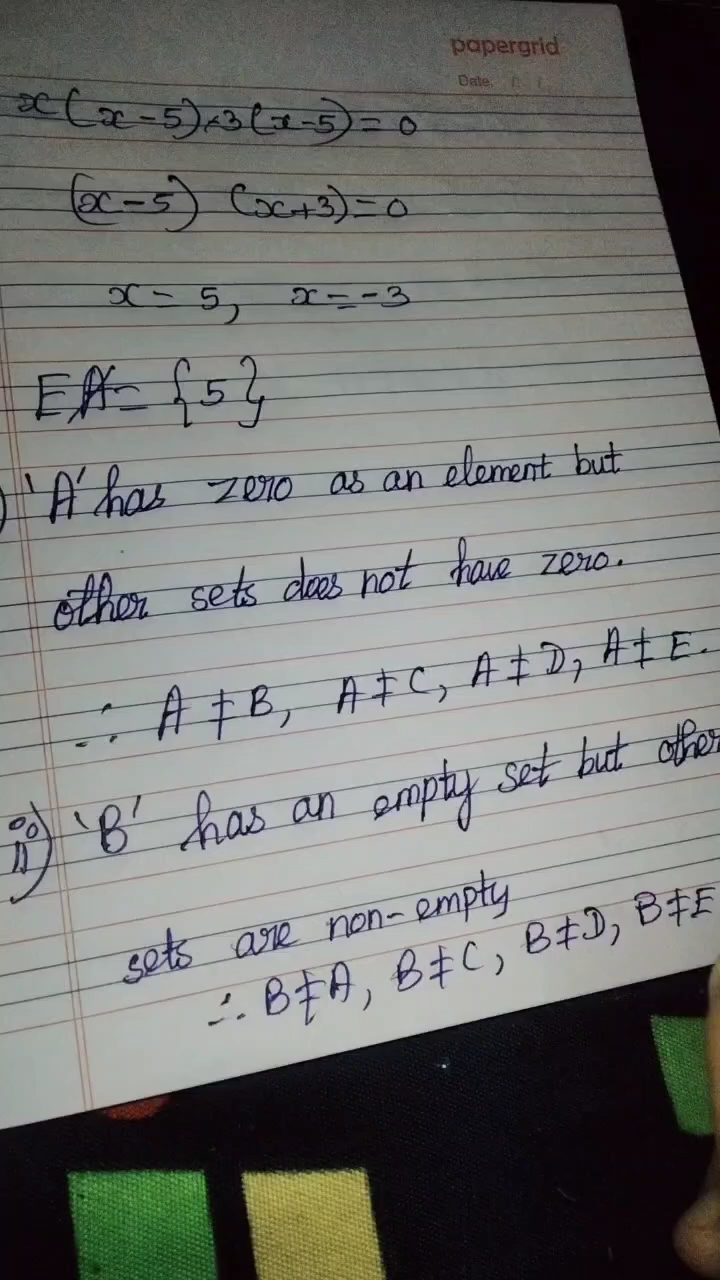 papergrid
Date:
x(x-5)+3(x-5)=0
(x-5) (x+3)=0
x=5, x=-3
E = {5}
) 'A' has zero as an element but
other sets does not have zero.
∴ A ≠ B, A ≠ C, A ≠ D, A ≠ E.
ii) 'B' has an empty set but other
sets are non-empty
∴ B ≠ A, B ≠ C, B ≠ D, B ≠ E